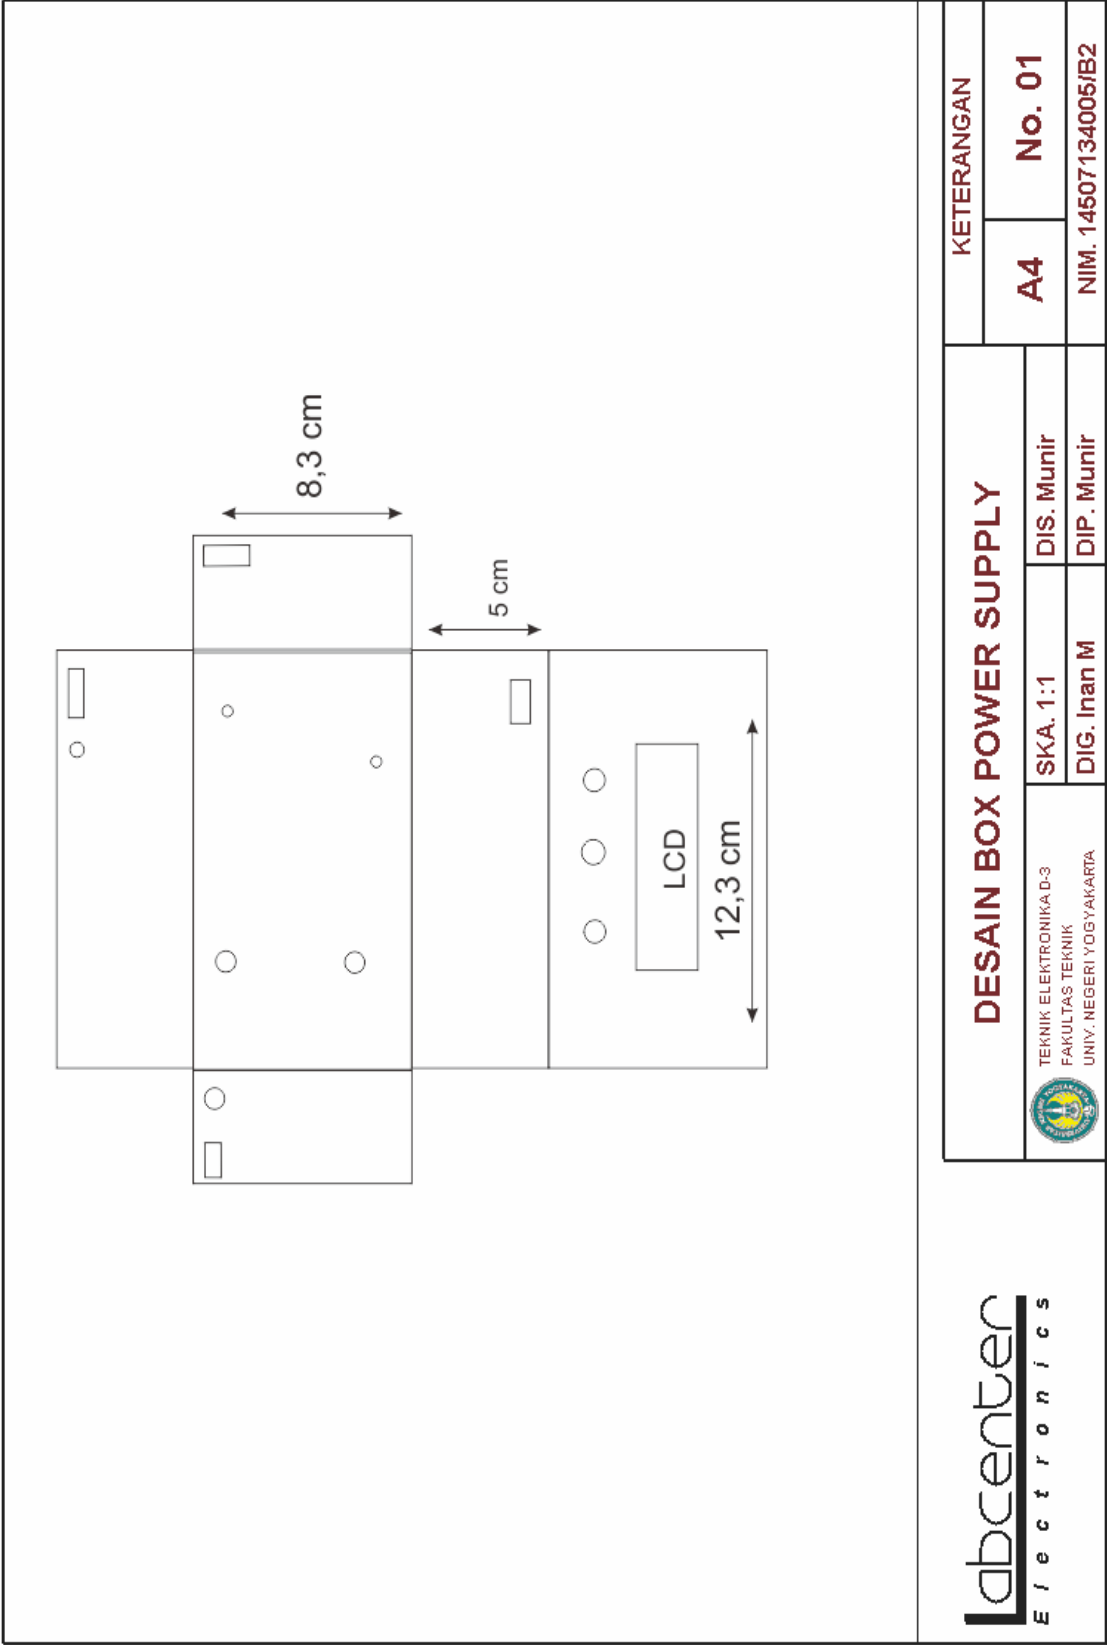 8,3 cm
5 cm
LCD
12,3 cm
Labcenter
Electronics
DESAIN BOX POWER SUPPLY
KETERANGAN
TEKNIK ELEKTRONIKA D-3
FAKULTAS TEKNIK
UNIV. NEGERI YOGYAKARTA
SKA. 1:1
DIS. Munir
A4
No. 01
DIG. Inan M
DIP. Munir
NIM. 14507134005/B2